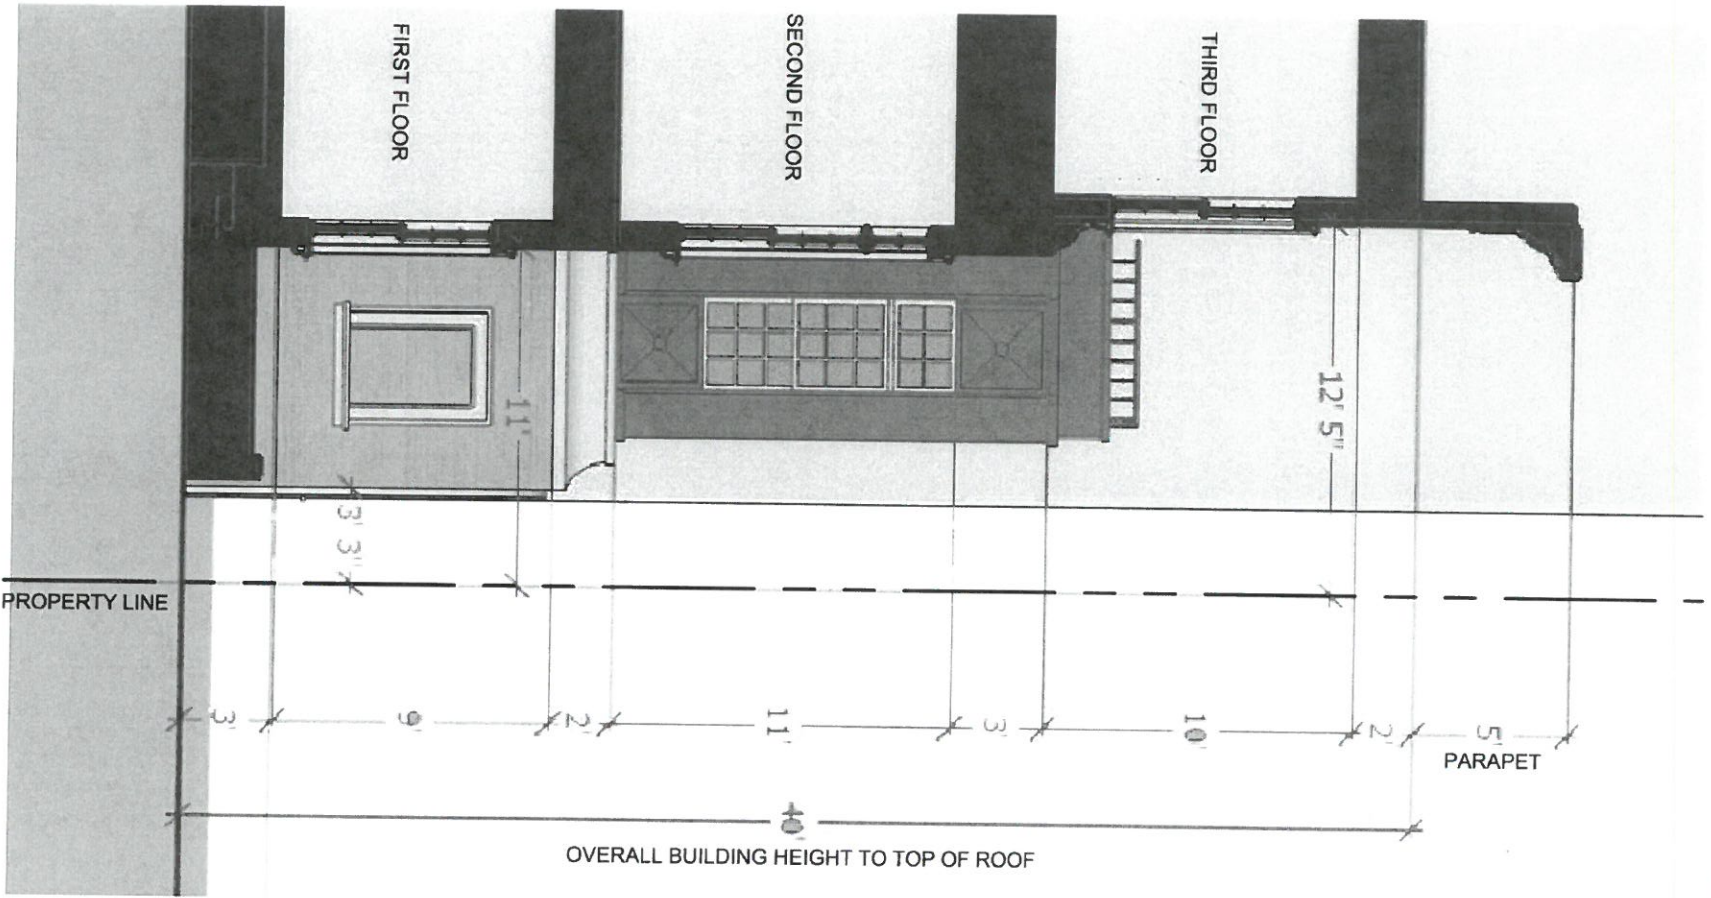 FIRST FLOOR
SECOND FLOOR
THIRD FLOOR
11'
12' 5"
3' 3"
PROPERTY LINE
3'
9'
2'
11'
3'
10'
2'
5'
PARAPET
40'
OVERALL BUILDING HEIGHT TO TOP OF ROOF